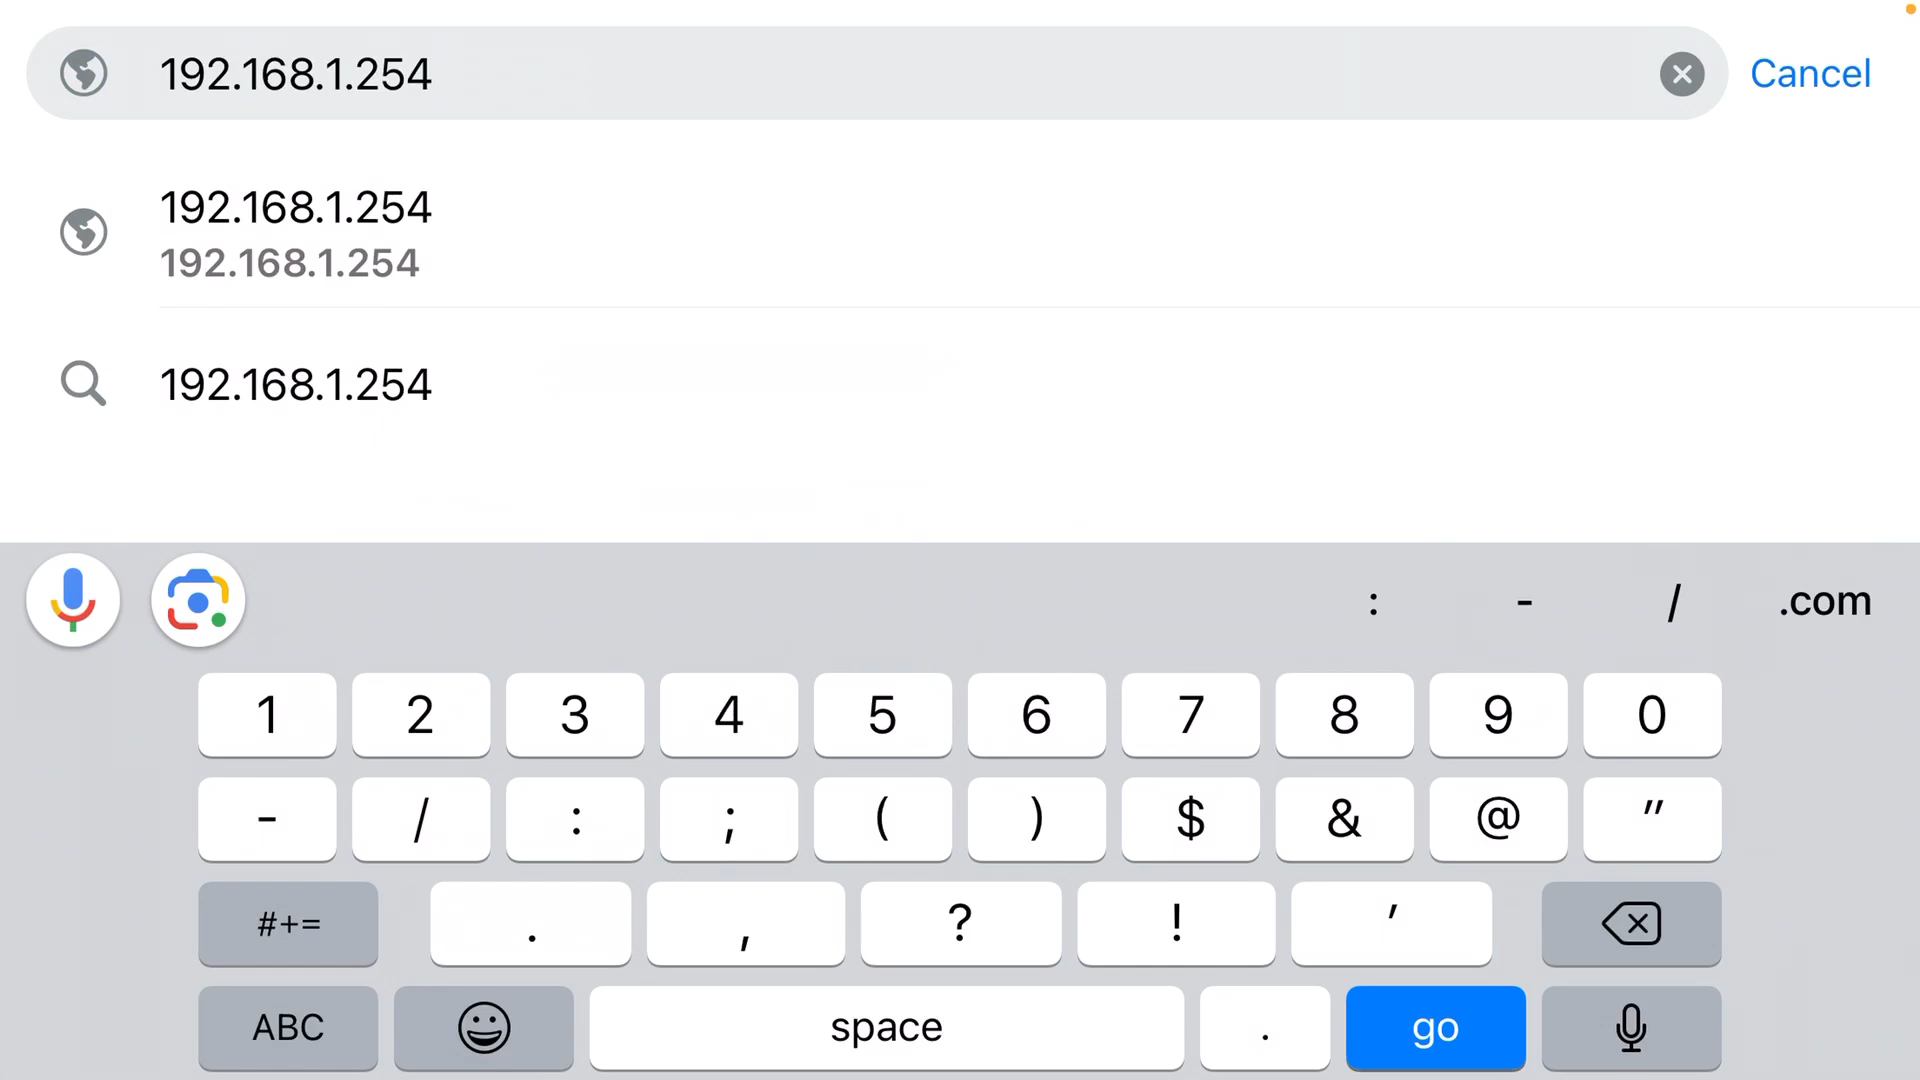 192.168.1.254
Cancel
192.168.1.254
192.168.1.254
192.168.1.254
: - / .com
1 2 3 4 5 6 7 8 9 0
- / : ; ( ) $ & @ "
#+= . , ? ! '
ABC space . go